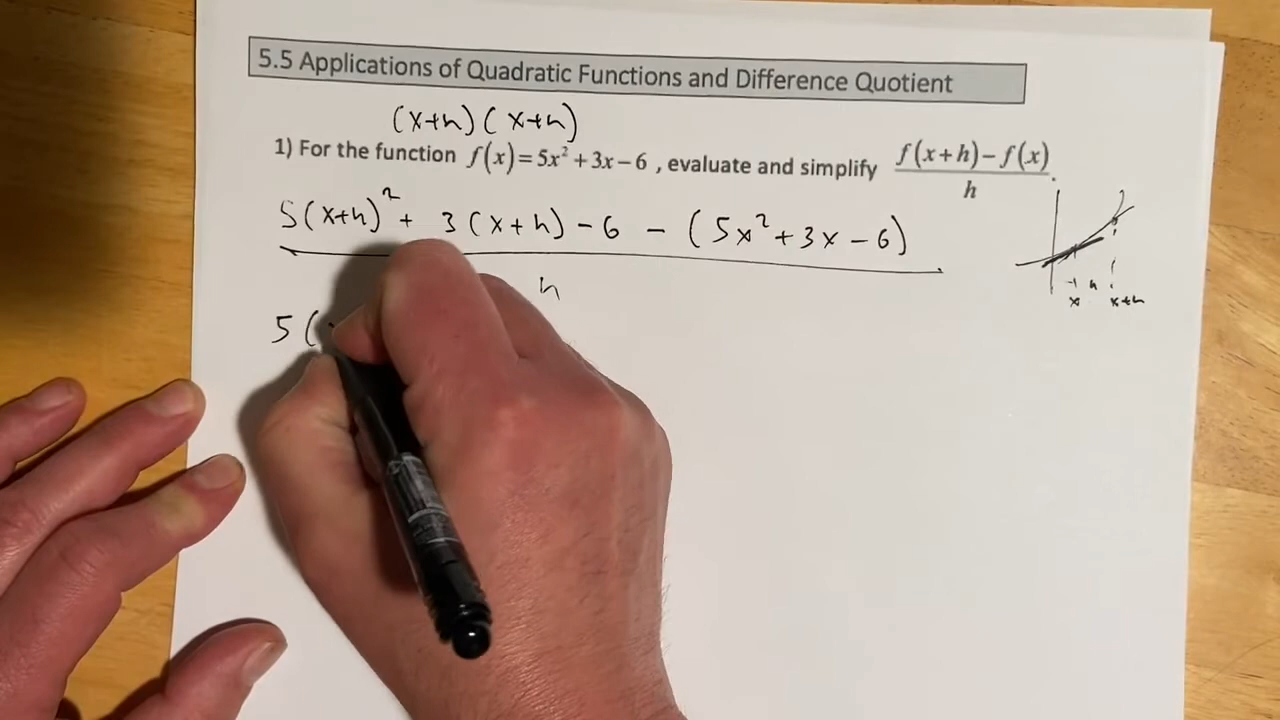 5.5 Applications of Quadratic Functions and Difference Quotient
(x+h)(x+h)
1) For the function f(x)=5x²+3x−6, evaluate and simplify f(x+h)−f(x)
h.
5(x+h)² + 3(x+h) − 6 − (5x²+3x−6)
h
h
x x+h
5(